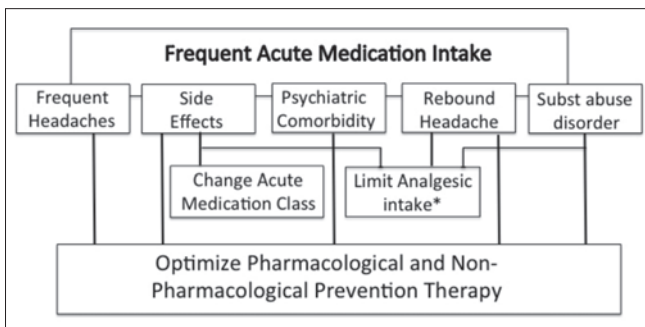 Frequent Acute Medication Intake
Frequent
Headaches
Side
Effects
Psychiatric
Comorbidity
Rebound
Headache
Subst abuse
disorder
Change Acute
Medication Class
Limit Analgesic
intake*
Optimize Pharmacological and Non-
Pharmacological Prevention Therapy